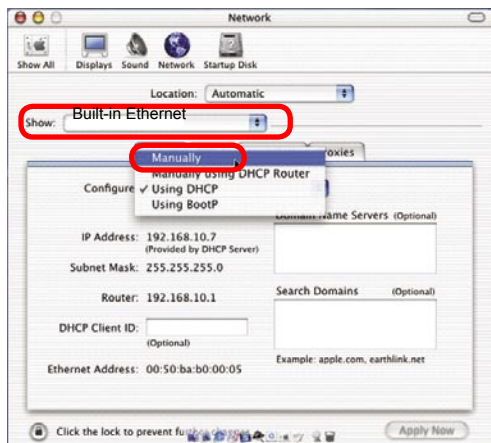 Network
Show All Displays Sound Network Startup Disk
Location: Automatic
Show: Built-in Ethernet
Manually
Manually using DHCP Router
✓ Using DHCP
Using BootP
Configure
roxies
Domain Name Servers (Optional)
IP Address: 192.168.10.7
(Provided by DHCP Server)
Subnet Mask: 255.255.255.0
Router: 192.168.10.1
Search Domains (Optional)
DHCP Client ID:
(Optional)
Example: apple.com, earthlink.net
Ethernet Address: 00:50:ba:b0:00:05
Click the lock to prevent
Apply Now